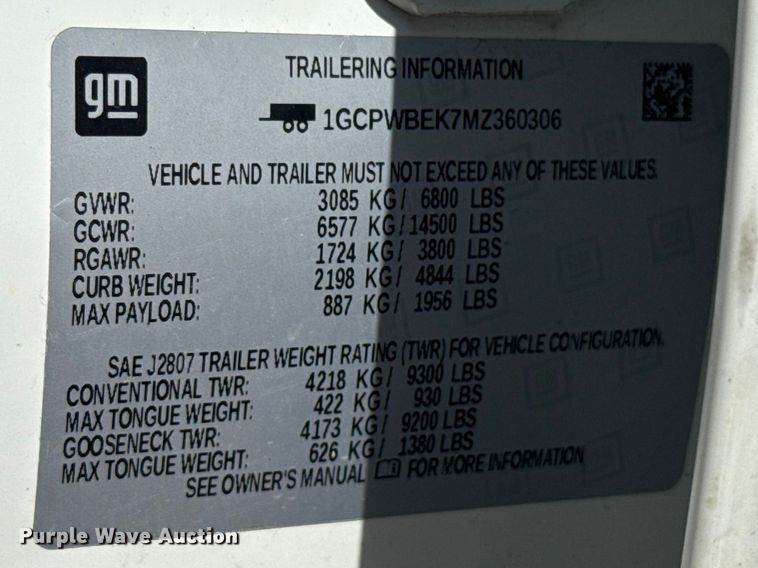 gm
TRAILERING INFORMATION
1GCPWBEK7MZ360306
VEHICLE AND TRAILER MUST NOT EXCEED ANY OF THESE VALUES.
GVWR: 3085 KG/ 6800 LBS
GCWR: 6577 KG/14500 LBS
RGAWR: 1724 KG/ 3800 LBS
CURB WEIGHT: 2198 KG/ 4844 LBS
MAX PAYLOAD: 887 KG/ 1956 LBS
SAE J2807 TRAILER WEIGHT RATING (TWR) FOR VEHICLE CONFIGURATION.
CONVENTIONAL TWR: 4218 KG/ 9300 LBS
MAX TONGUE WEIGHT: 422 KG/ 930 LBS
GOOSENECK TWR: 4173 KG/ 9200 LBS
MAX TONGUE WEIGHT: 626 KG/ 1380 LBS
SEE OWNER'S MANUAL FOR MORE INFORMATION
Purple Wave Auction